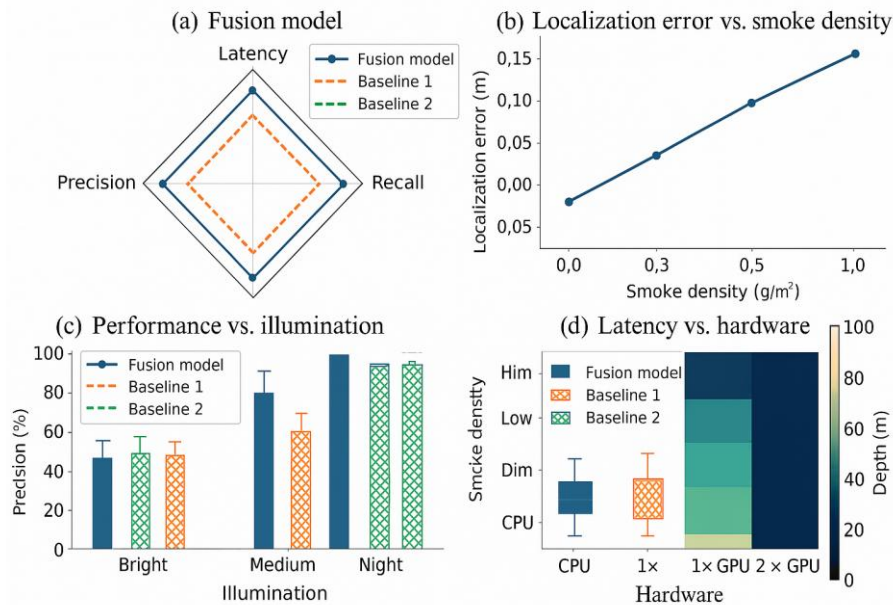 (a) Fusion model
Latency
Precision
Recall
Fusion model
Baseline 1
Baseline 2
(b) Localization error vs. smoke density
Localization error (m)
0,15
0,10
0,05
0,00
0,05
0,0
0,3
0,5
1,0
Smoke density (g/m²)
(c) Performance vs. illumination
Precision (%)
100
80
60
40
20
0
Fusion model
Baseline 1
Baseline 2
Bright
Medium
Night
Illumination
(d) Latency vs. hardware
Smcike denstty
Him
Low
Dim
CPU
Fusion model
Baseline 1
Baseline 2
CPU
1×
1× GPU
2 × GPU
Hardware
100
80
60
40
20
0
Depth (m)